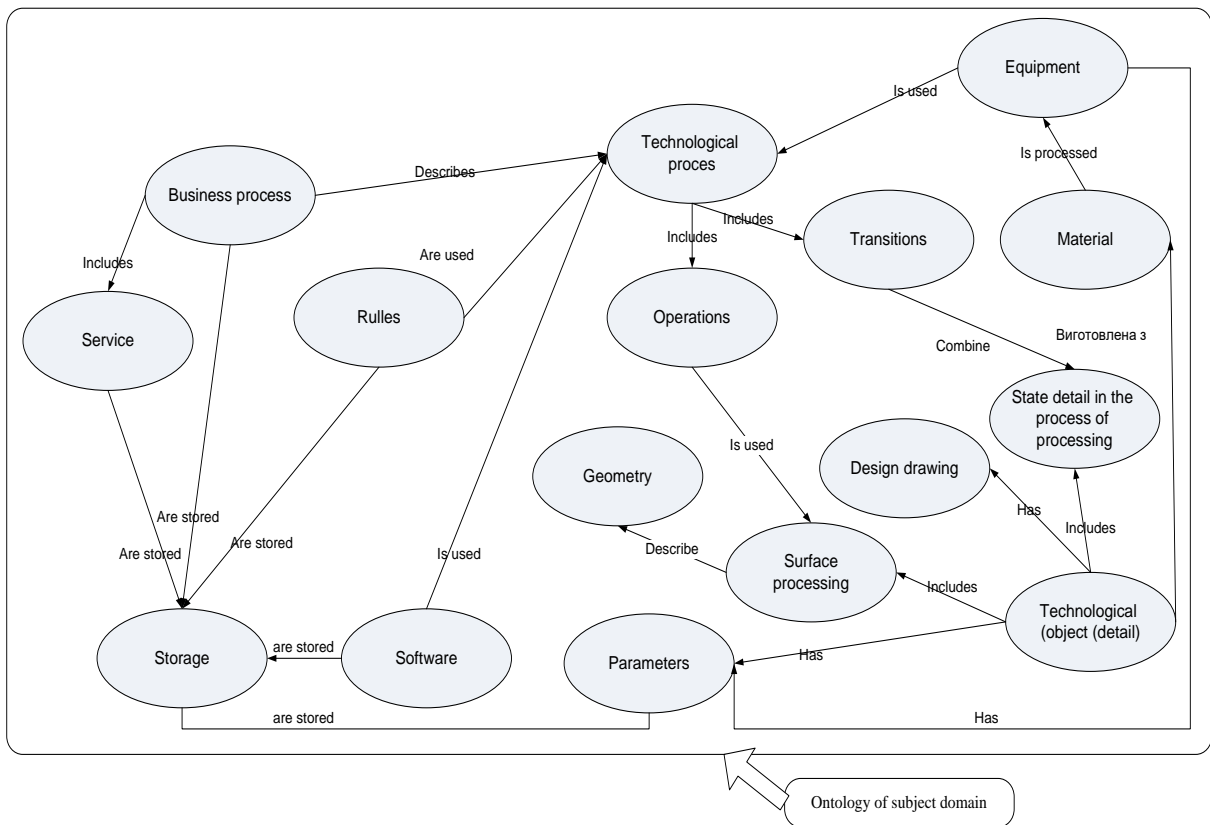 Equipment
Is used
Technological
proces
Is processed
Describes
Business process
Includes
Transitions
Material
Includes
Are used
Includes
Service
Rulles
Operations
Combine
Виготовлена з
State detail in the
process of
processing
Is used
Design drawing
Geometry
Has
Are stored
Are stored
Are stored
Is used
Describe
Surface
processing
Includes
Includes
Technological
(object (detail)
Storage
are stored
Software
Parameters
Has
are stored
Has
Ontology of subject domain